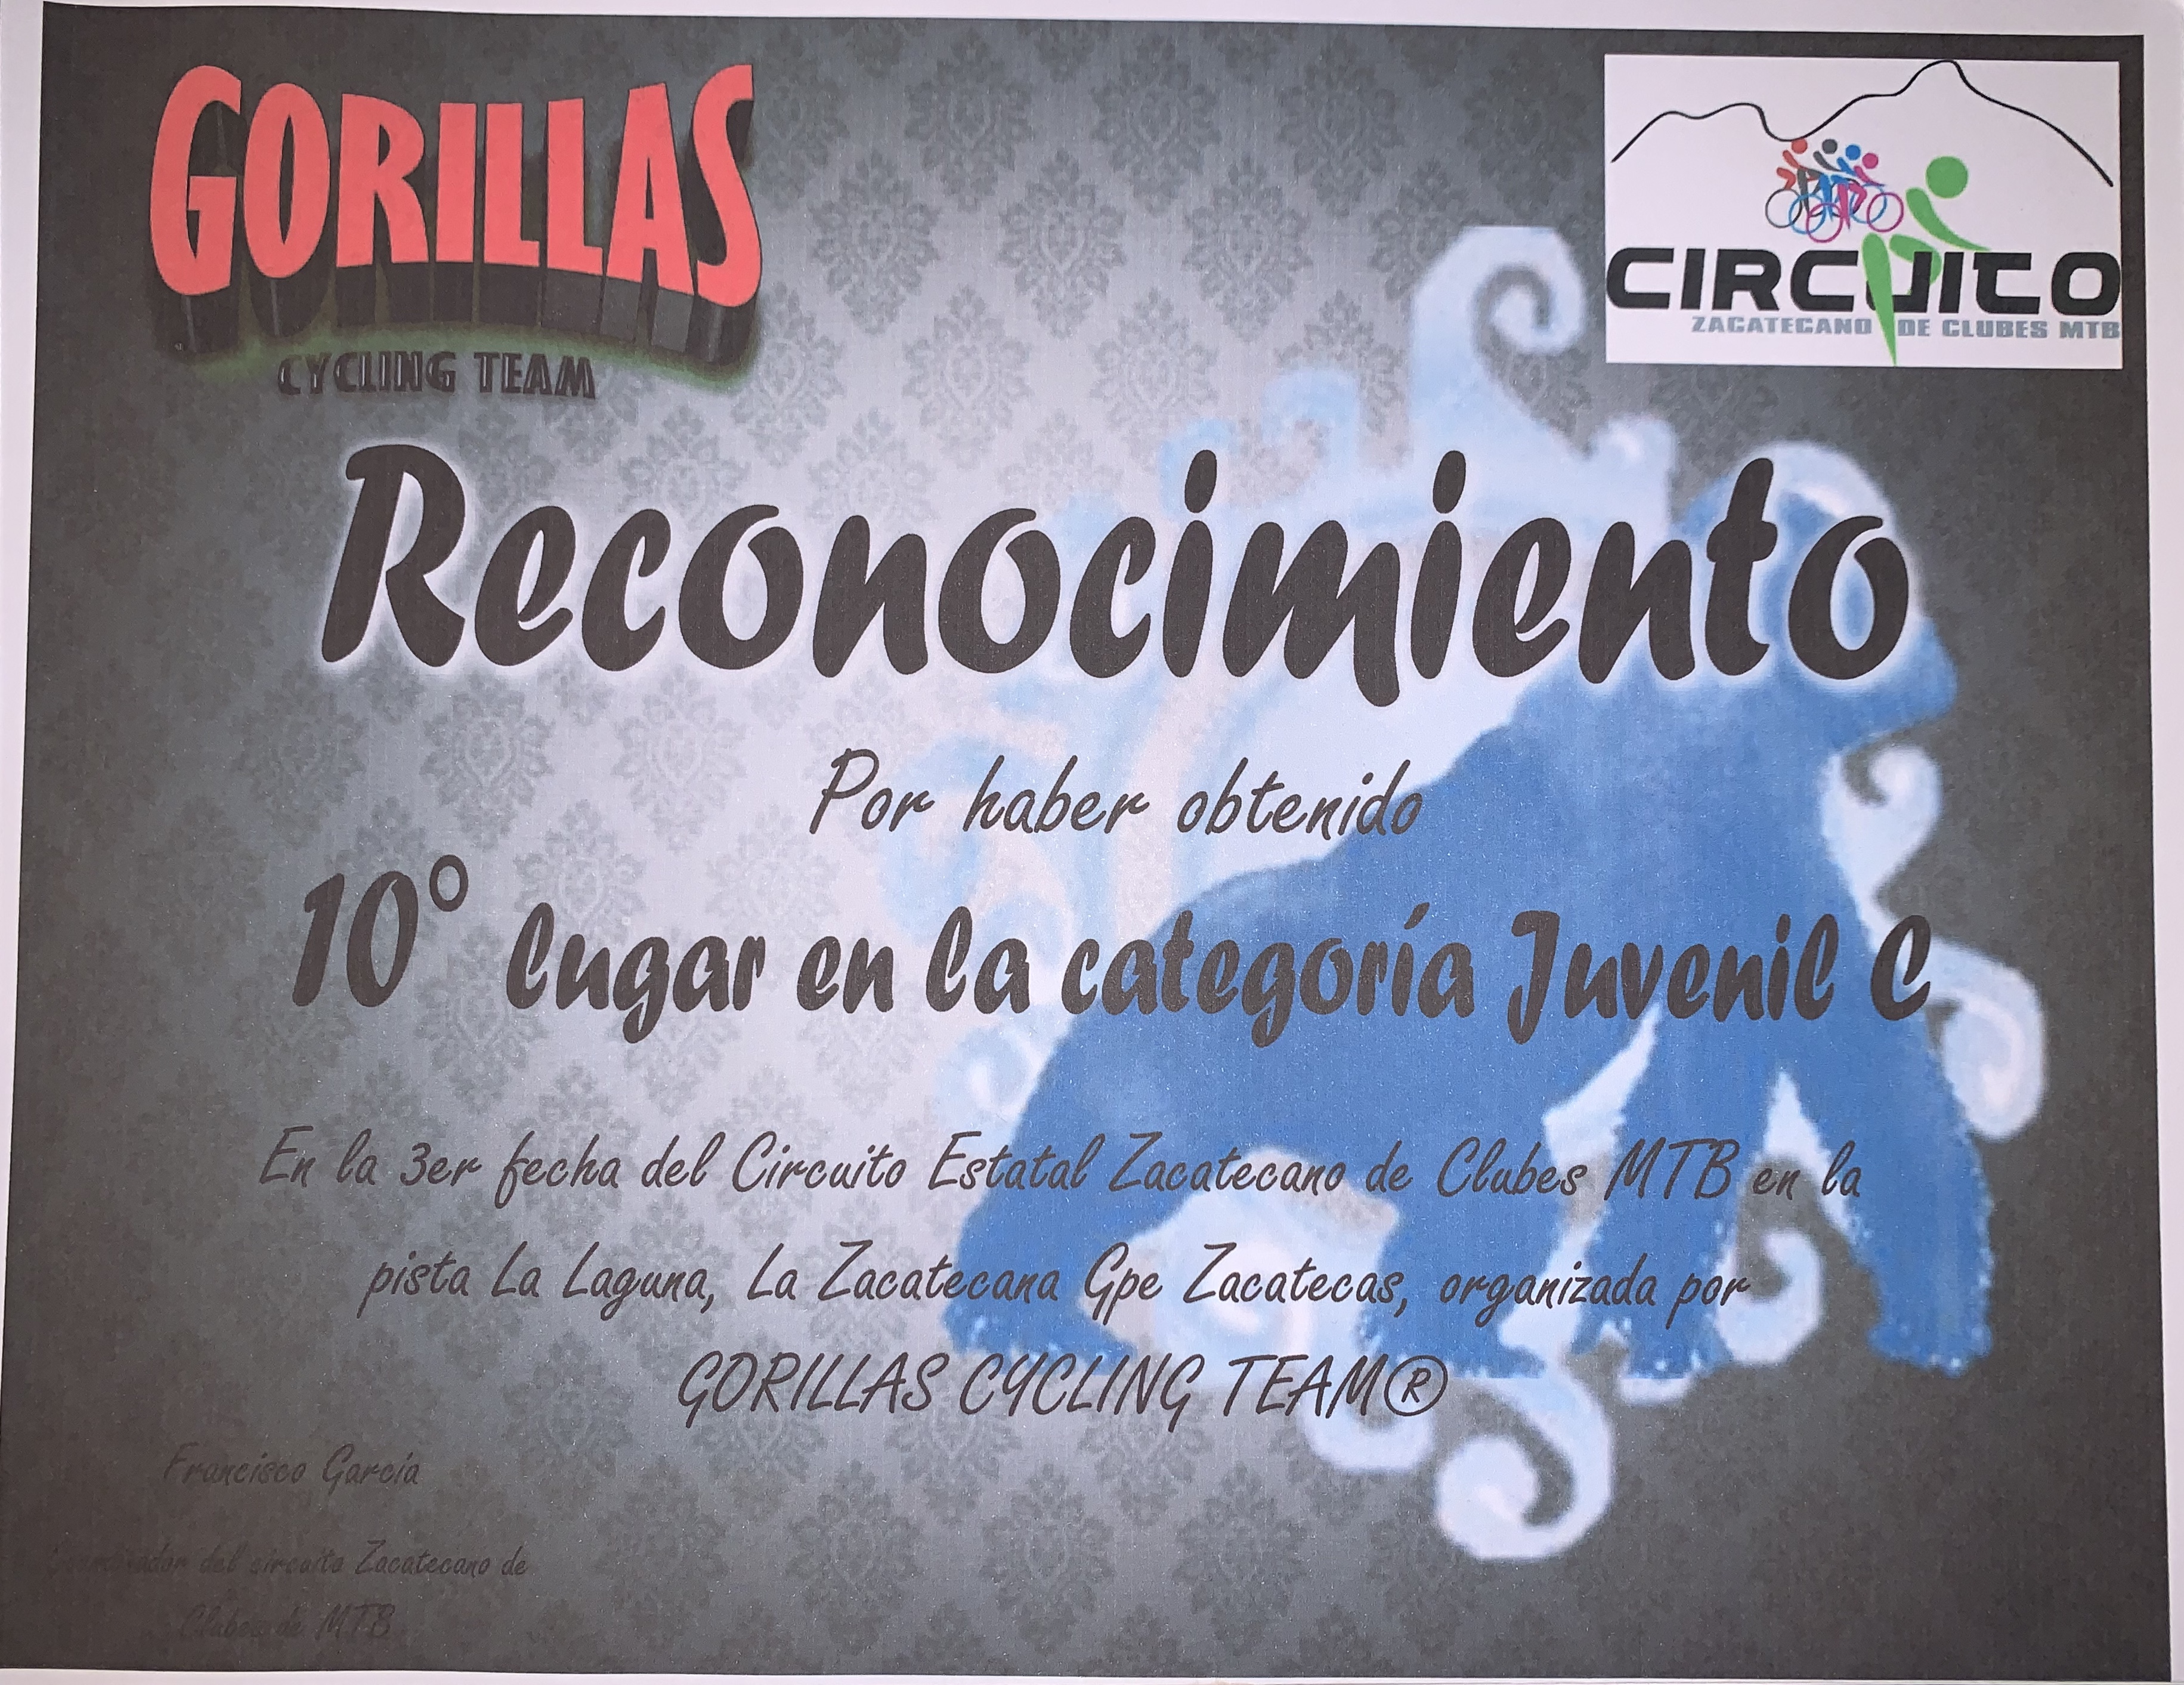 GORILLAS
CYCLING TEAM
CIRCUITO
ZACATECANO DE CLUBES MTB
Reconocimiento
Por haber obtenido
10° lugar en la categoría Juvenil C
En la 3er fecha del Circuito Estatal Zacatecano de Clubes MTB en la
pista La Laguna, La Zacatecana Gpe Zacatecas, organizada por
GORILLAS CYCLING TEAM®
Francisco García
del circuito Zacatecano de
Clubes de MTB